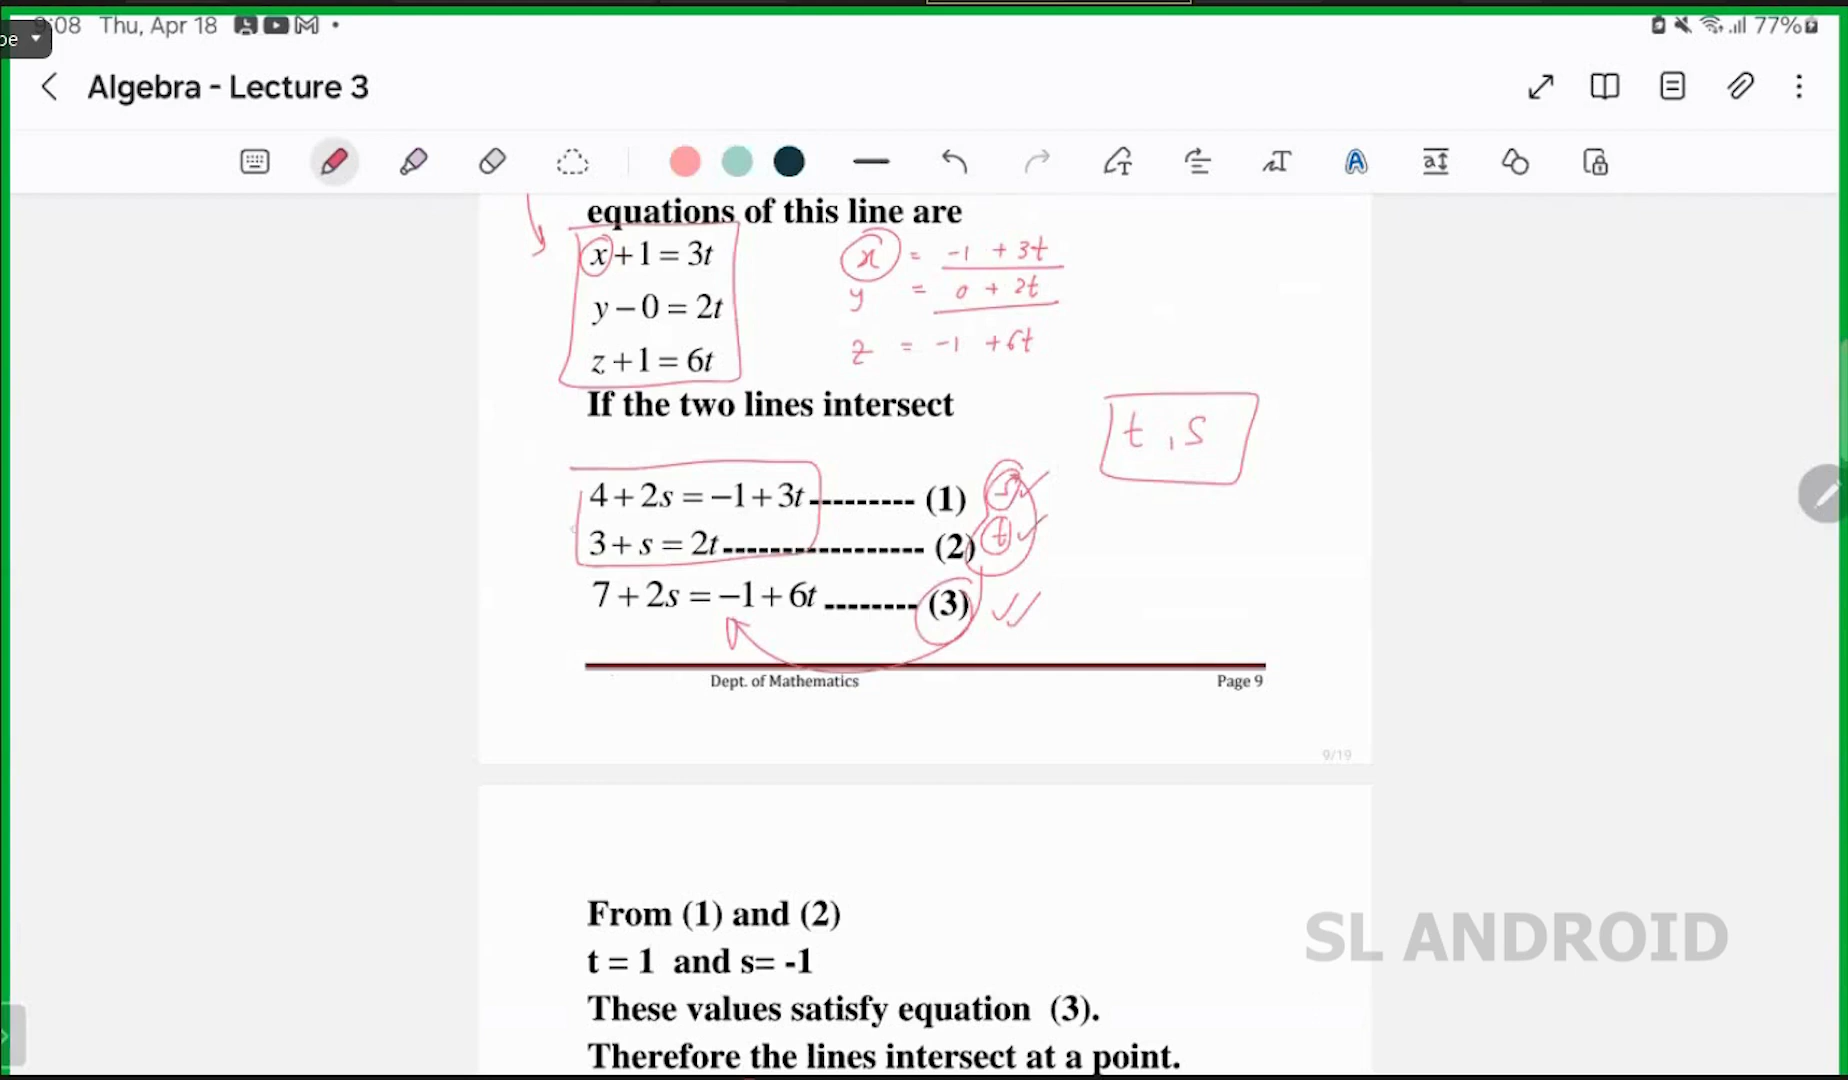 9:08 Thu, Apr 18
77%
Algebra - Lecture 3
equations of this line are
x+1=3t
y−0=2t
z+1=6t
x = -1 + 3t
y = 0 + 2t
z = -1 + 6t
If the two lines intersect
t , s
4+2s=−1+3t--------- (1) s
3+s=2t----------------- (2) t
7+2s=−1+6t -------- (3)
Dept. of Mathematics Page 9
9/19
From (1) and (2)
t = 1 and s= -1
These values satisfy equation (3).
Therefore the lines intersect at a point.
SL ANDROID